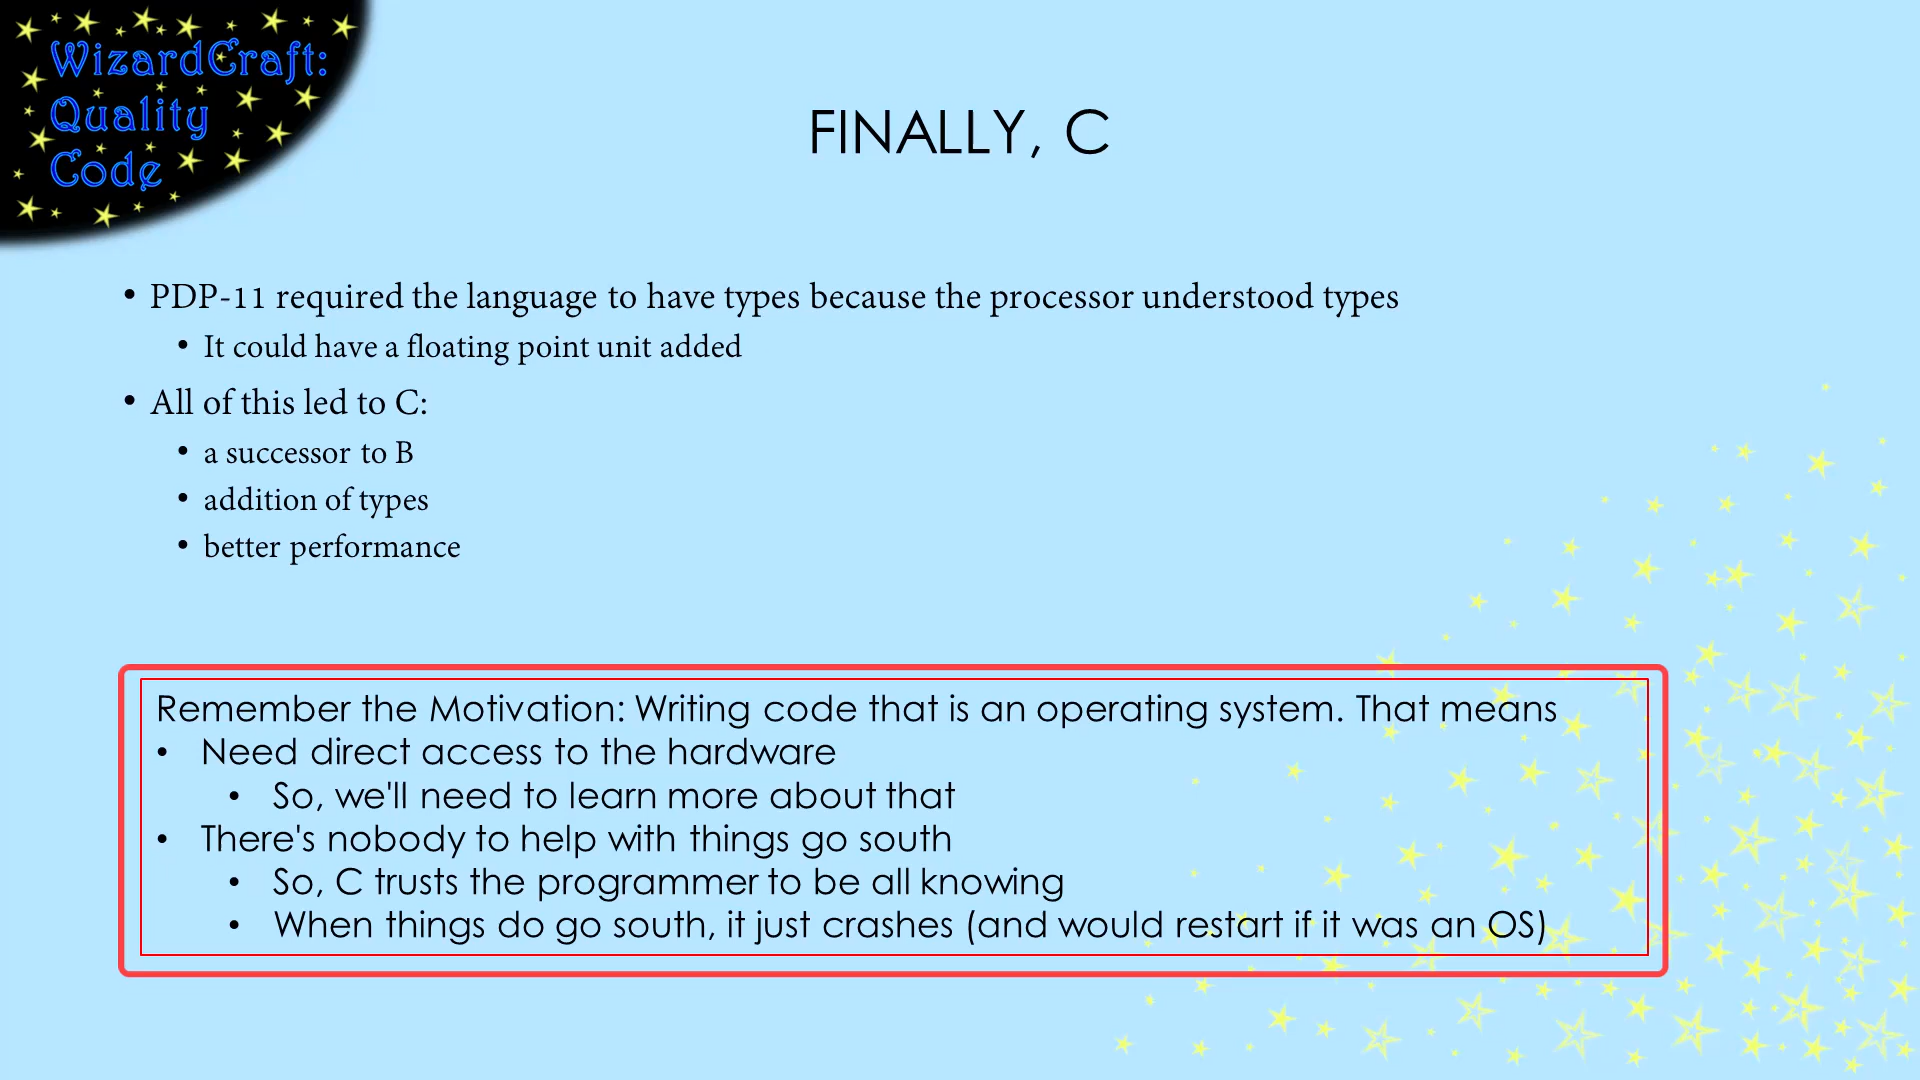 WizardCraft:
Quality
Code
FINALLY, C
• PDP-11 required the language to have types because the processor understood types
• It could have a floating point unit added
• All of this led to C:
• a successor to B
• addition of types
• better performance
Remember the Motivation: Writing code that is an operating system. That means
• Need direct access to the hardware
• So, we'll need to learn more about that
• There's nobody to help with things go south
• So, C trusts the programmer to be all knowing
• When things do go south, it just crashes (and would restart if it was an OS)